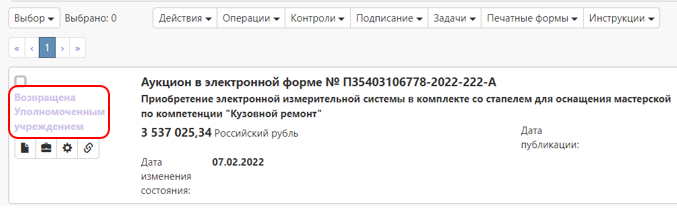 Выбор Выбрано: 0 Действия Операции Контроли Подписание Задачи Печатные формы Инструкции
« ‹ 1 › »
Аукцион в электронной форме № П35403106778-2022-222-А
Возвращена
Уполномоченным
учреждением
Приобретение электронной измерительной системы в комплекте со стапелем для оснащения мастерской
по компетенции "Кузовной ремонт"
3 537 025,34 Российский рубль
Дата
публикации:
Дата
изменения
состояния:
07.02.2022